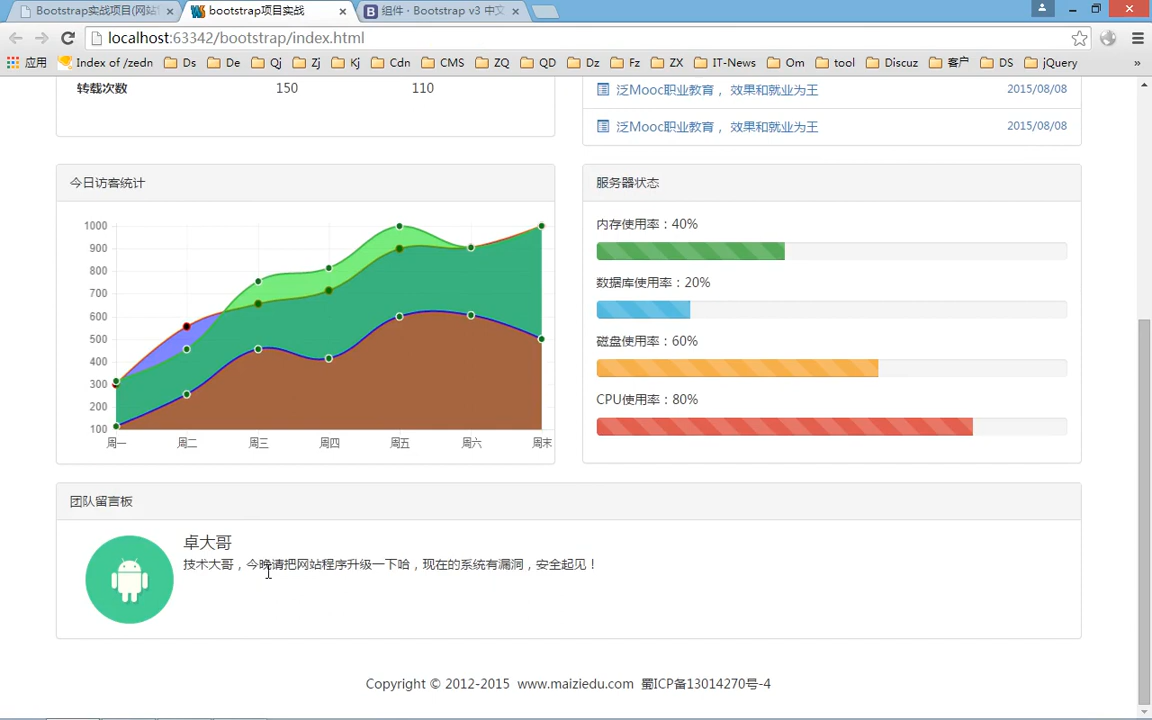 Bootstrap实战项目(网站
bootstrap项目实战
组件 · Bootstrap v3 中文
localhost:63342/bootstrap/index.html
应用 Index of /zedn Ds De Qj Zj Kj Cdn CMS ZQ QD Dz Fz ZX IT-News Om tool Discuz 客户 DS jQuery »
转载次数 150 110
泛Mooc职业教育， 效果和就业为王 2015/08/08
泛Mooc职业教育， 效果和就业为王 2015/08/08
今日访客统计
1000
900
800
700
600
500
400
300
200
100
周一 周二 周三 周四 周五 周六 周末
服务器状态
内存使用率：40%
数据库使用率：20%
磁盘使用率：60%
CPU使用率：80%
团队留言板
卓大哥
技术大哥，今晚请把网站程序升级一下哈，现在的系统有漏洞，安全起见！
Copyright © 2012-2015 www.maiziedu.com 蜀ICP备13014270号-4